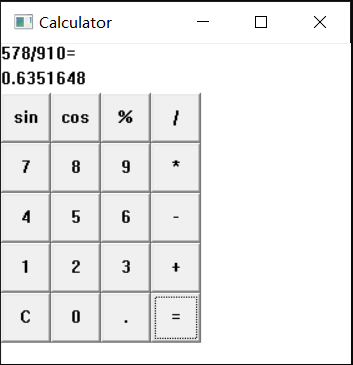 Calculator
578/910=
0.6351648
sin cos % /
7 8 9 *
4 5 6 -
1 2 3 +
C 0 . =